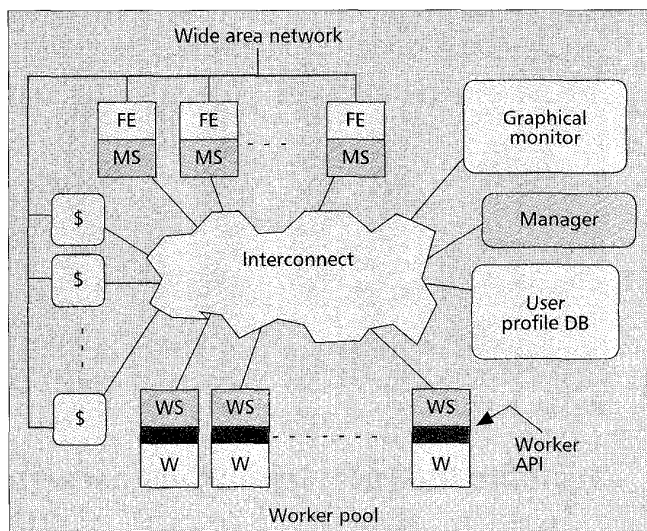 Wide area network
FE FE FE
MS MS MS
Graphical
monitor
$
Manager
Interconnect
$
User
profile DB
$
WS WS WS
W W W
Worker
API
Worker pool